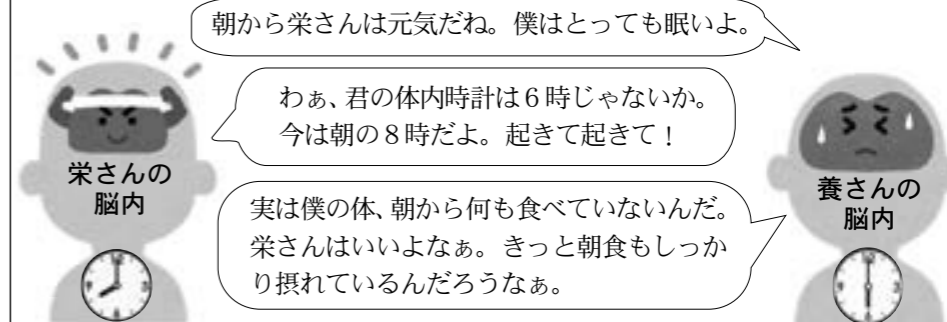 朝から栄さんは元気だね。僕はとっても眠いよ。
わぁ、君の体内時計は６時じゃないか。
今は朝の８時だよ。起きて起きて！
栄さんの
脳内
実は僕の体、朝から何も食べていないんだ。
栄さんはいいよなぁ。きっと朝食もしっか
り摂れているんだろうなぁ。
養さんの
脳内